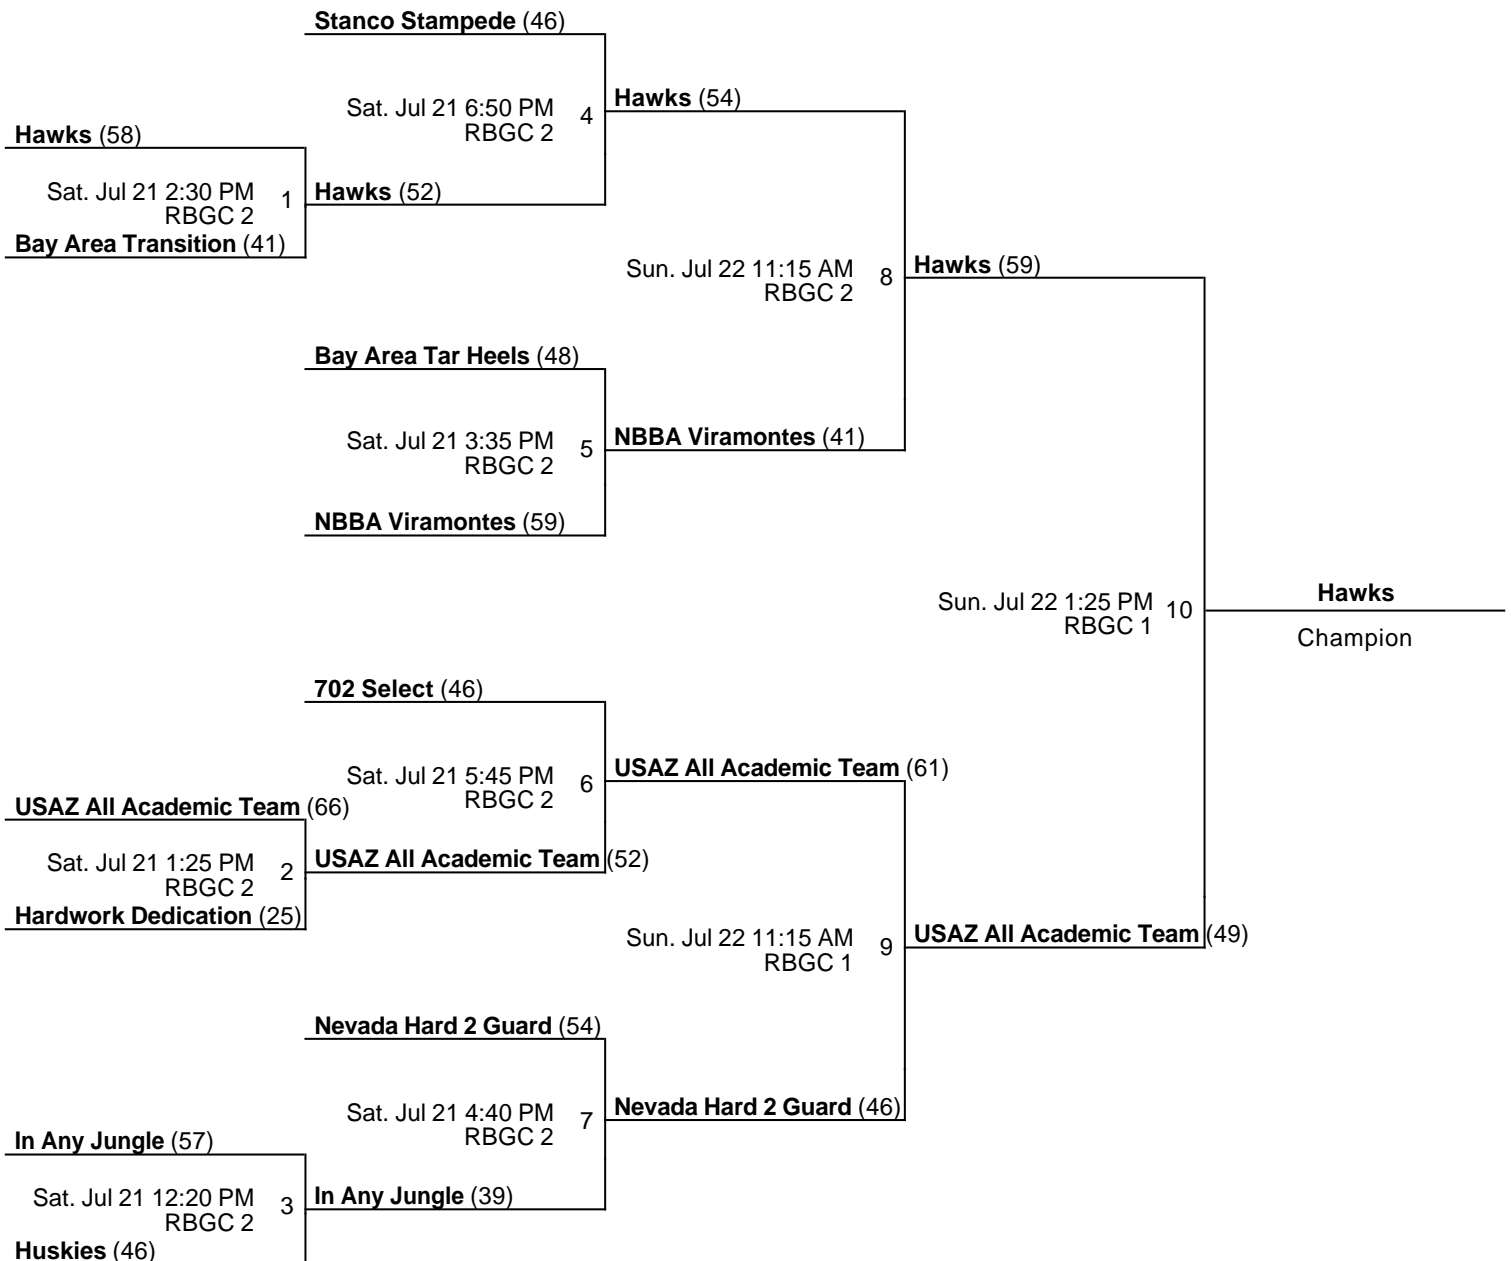 Stanco Stampede (46)
Sat. Jul 21 6:50 PM
RBGC 2
4
Hawks (54)
Hawks (58)
Sat. Jul 21 2:30 PM
RBGC 2
1
Hawks (52)
Bay Area Transition (41)
Sun. Jul 22 11:15 AM
RBGC 2
8
Hawks (59)
Bay Area Tar Heels (48)
Sat. Jul 21 3:35 PM
RBGC 2
5
NBBA Viramontes (41)
NBBA Viramontes (59)
Sun. Jul 22 1:25 PM
RBGC 1
10
Hawks
Champion
702 Select (46)
Sat. Jul 21 5:45 PM
RBGC 2
6
USAZ All Academic Team (61)
USAZ All Academic Team (66)
Sat. Jul 21 1:25 PM
RBGC 2
2
USAZ All Academic Team (52)
Hardwork Dedication (25)
Sun. Jul 22 11:15 AM
RBGC 1
9
USAZ All Academic Team (49)
Nevada Hard 2 Guard (54)
Sat. Jul 21 4:40 PM
RBGC 2
7
Nevada Hard 2 Guard (46)
In Any Jungle (57)
Sat. Jul 21 12:20 PM
RBGC 2
3
In Any Jungle (39)
Huskies (46)